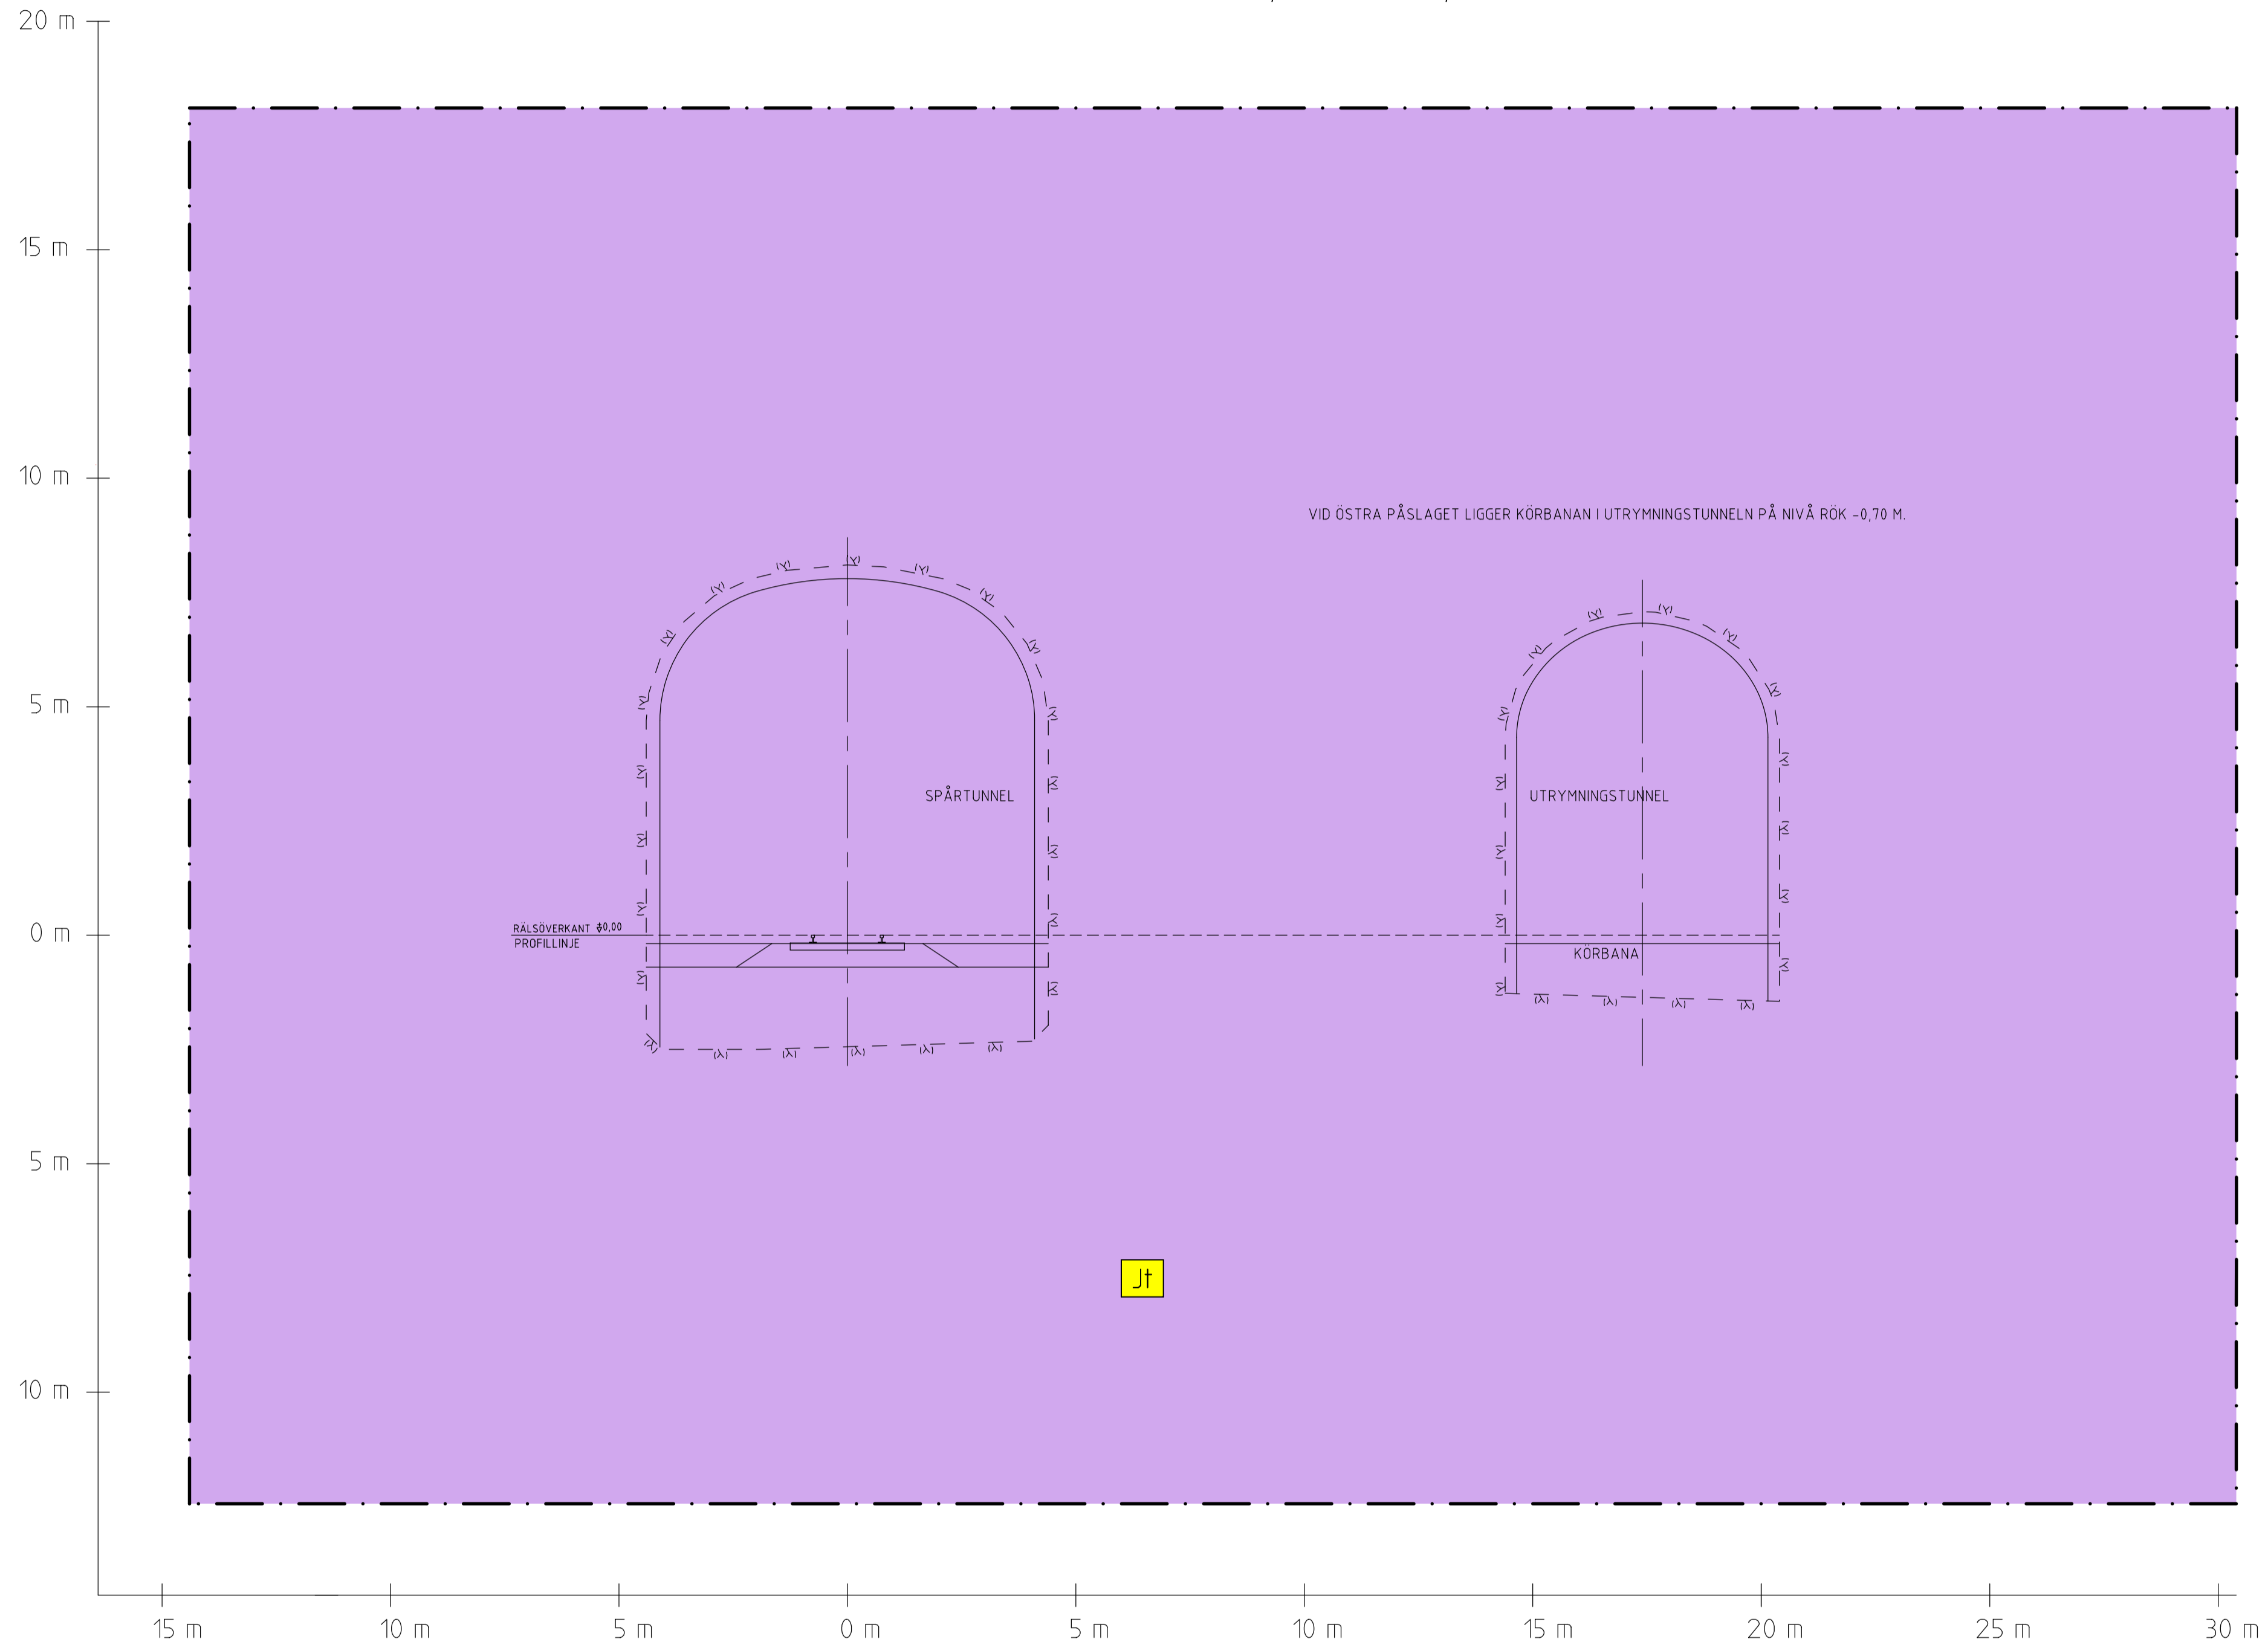 20 m
15 m
10 m
VID ÖSTRA PÅSLAGET LIGGER KÖRBANAN I UTRYMNINGSTUNNELN PÅ NIVÅ RÖK -0,70 M.
5 m
SPÅRTUNNEL
UTRYMNINGSTUNNEL
RÄLSÖVERKANT ±0,00
PROFILLINJE
0 m
KÖRBANA
5 m
Jt
10 m
15 m 10 m 5 m 0 m 5 m 10 m 15 m 20 m 25 m 30 m